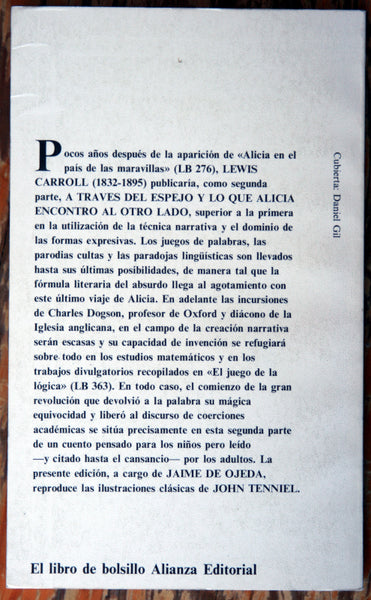 Pocos años después de la aparición de «Alicia en el
país de las maravillas» (LB 276), LEWIS
CARROLL (1832-1895) publicaría, como segunda
parte, A TRAVES DEL ESPEJO Y LO QUE ALICIA
ENCONTRO AL OTRO LADO, superior a la primera
en la utilización de la técnica narrativa y el dominio de
las formas expresivas. Los juegos de palabras, las
parodias cultas y las paradojas lingüísticas son llevados
hasta sus últimas posibilidades, de manera tal que la
fórmula literaria del absurdo llega al agotamiento con
este último viaje de Alicia. En adelante las incursiones
de Charles Dogson, profesor de Oxford y diácono de la
Iglesia anglicana, en el campo de la creación narrativa
serán escasas y su capacidad de invención se refugiará
sobre todo en los estudios matemáticos y en los
trabajos divulgatorios recopilados en «El juego de la
lógica» (LB 363). En todo caso, el comienzo de la gran
revolución que devolvió a la palabra su mágica
equivocidad y liberó al discurso de coerciones
académicas se sitúa precisamente en esta segunda parte
de un cuento pensado para los niños pero leído
—y citado hasta el cansancio— por los adultos. La
presente edición, a cargo de JAIME DE OJEDA,
reproduce las ilustraciones clásicas de JOHN TENNIEL.
Cubierta: Daniel Gil
El libro de bolsillo Alianza Editorial